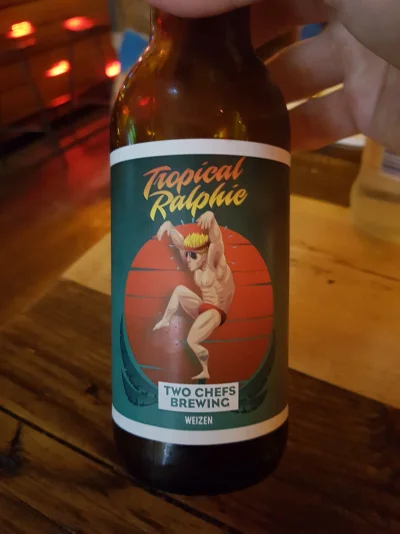 Tropical
Ralphie
TWO CHEFS
BREWING
WEIZEN